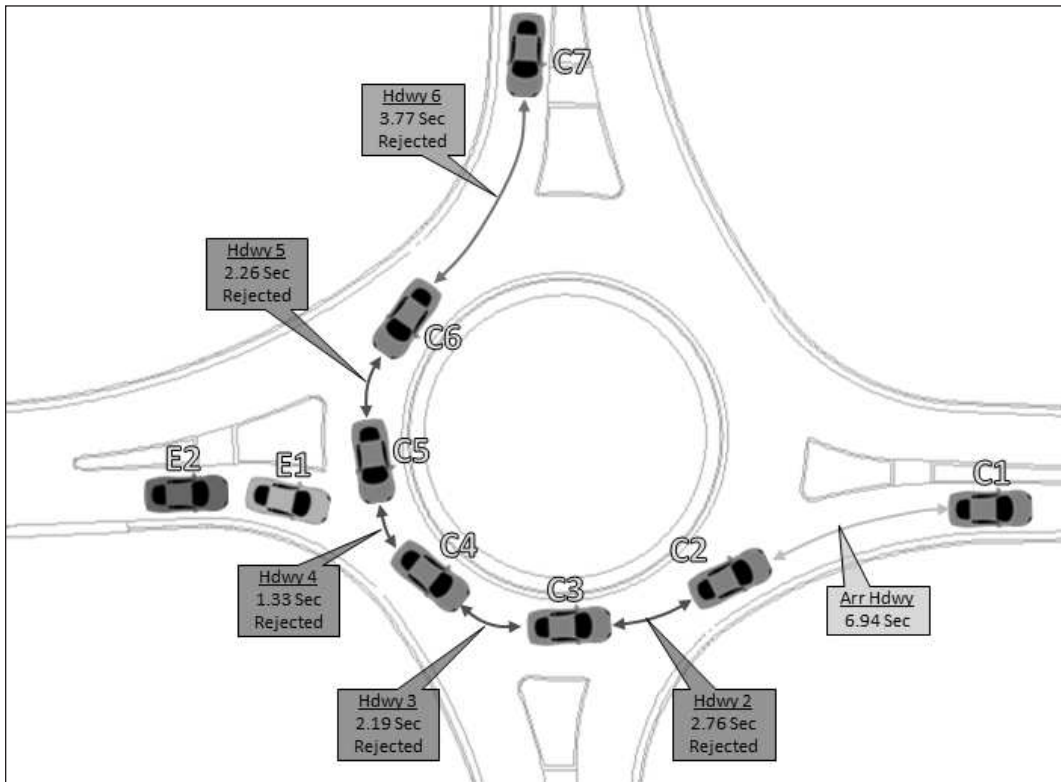 C7
Hdwy 6
3.77 Sec
Rejected
Hdwy 5
2.26 Sec
Rejected
C6
C5
E2
E1
C1
C4
C2
C3
Hdwy 4
1.33 Sec
Rejected
Arr Hdwy
6.94 Sec
Hdwy 3
2.19 Sec
Rejected
Hdwy 2
2.76 Sec
Rejected